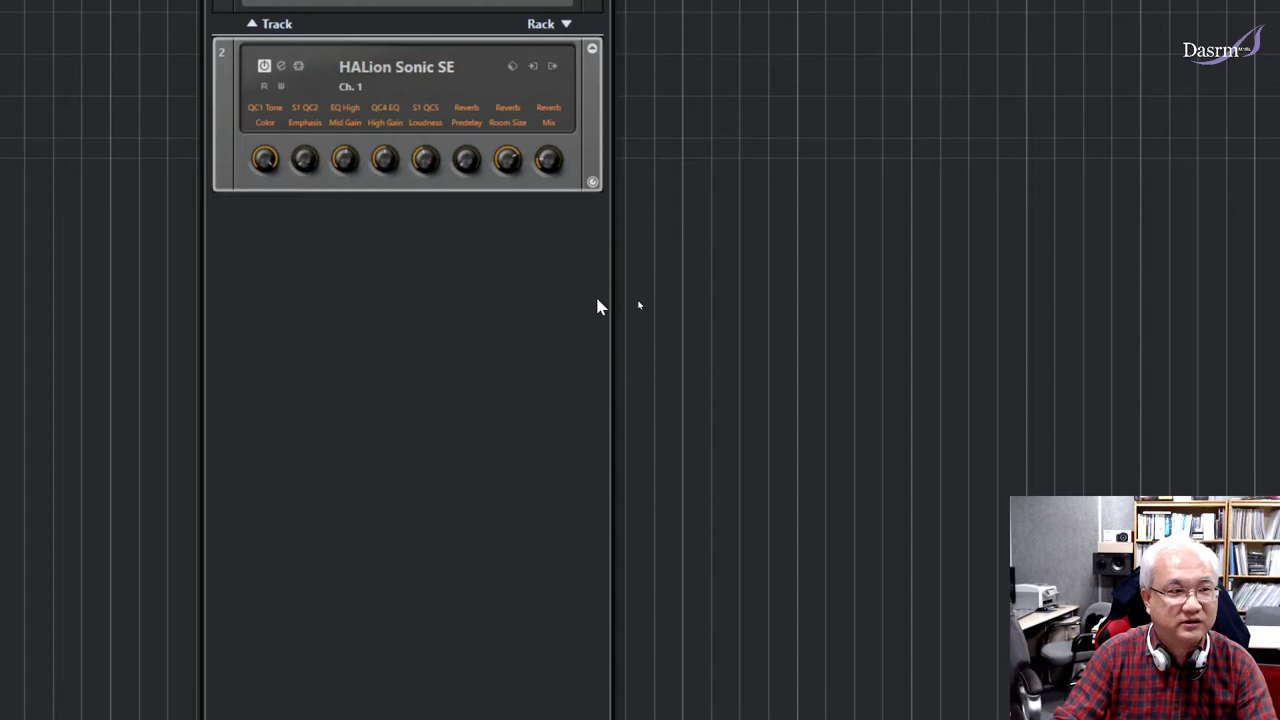 Track Rack
2
HALion Sonic SE
Ch. 1
R W
QC1 Tone S1 QC2 EQ High QC4 EQ S1 QC5 Reverb Reverb Reverb
Color Emphasis Mid Gain High Gain Loudness Predelay Room Size Mix
Dasrm